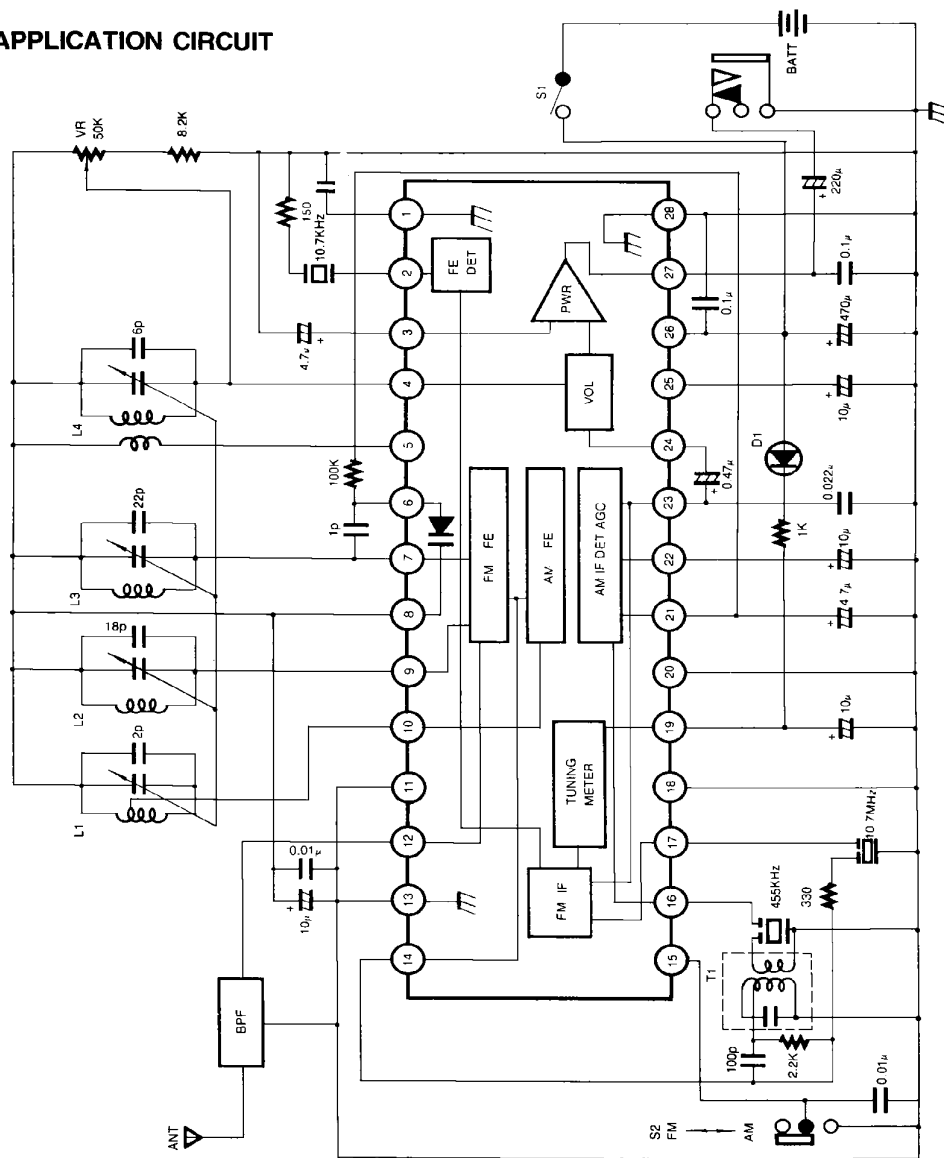 APPLICATION CIRCUIT
VR
50K
8.2K
S1
BATT
150
10.7KHz
220µ
+
1
28
2
FE
DET
27
0.1µ
3
4.7µ
+
PWR
26
0.1µ
470µ
+
4
VOL
25
10µ
+
L4
6p
5
24
0.47µ
+
D1
100K
6
23
0.022µ
1p
7
FM FE
AM FE
AM IF DET AGC
22
1K
10µ
+
L3
22p
8
21
4.7µ
+
L2
18p
9
20
L1
2p
10
TUNING
METER
19
10µ
+
11
18
12
17
10.7MHz
0.01µ
FM IF
10µ
+
13
16
455KHz
330
14
15
T1
BPF
100p
2.2K
0.01µ
ANT
S2
FM
AM